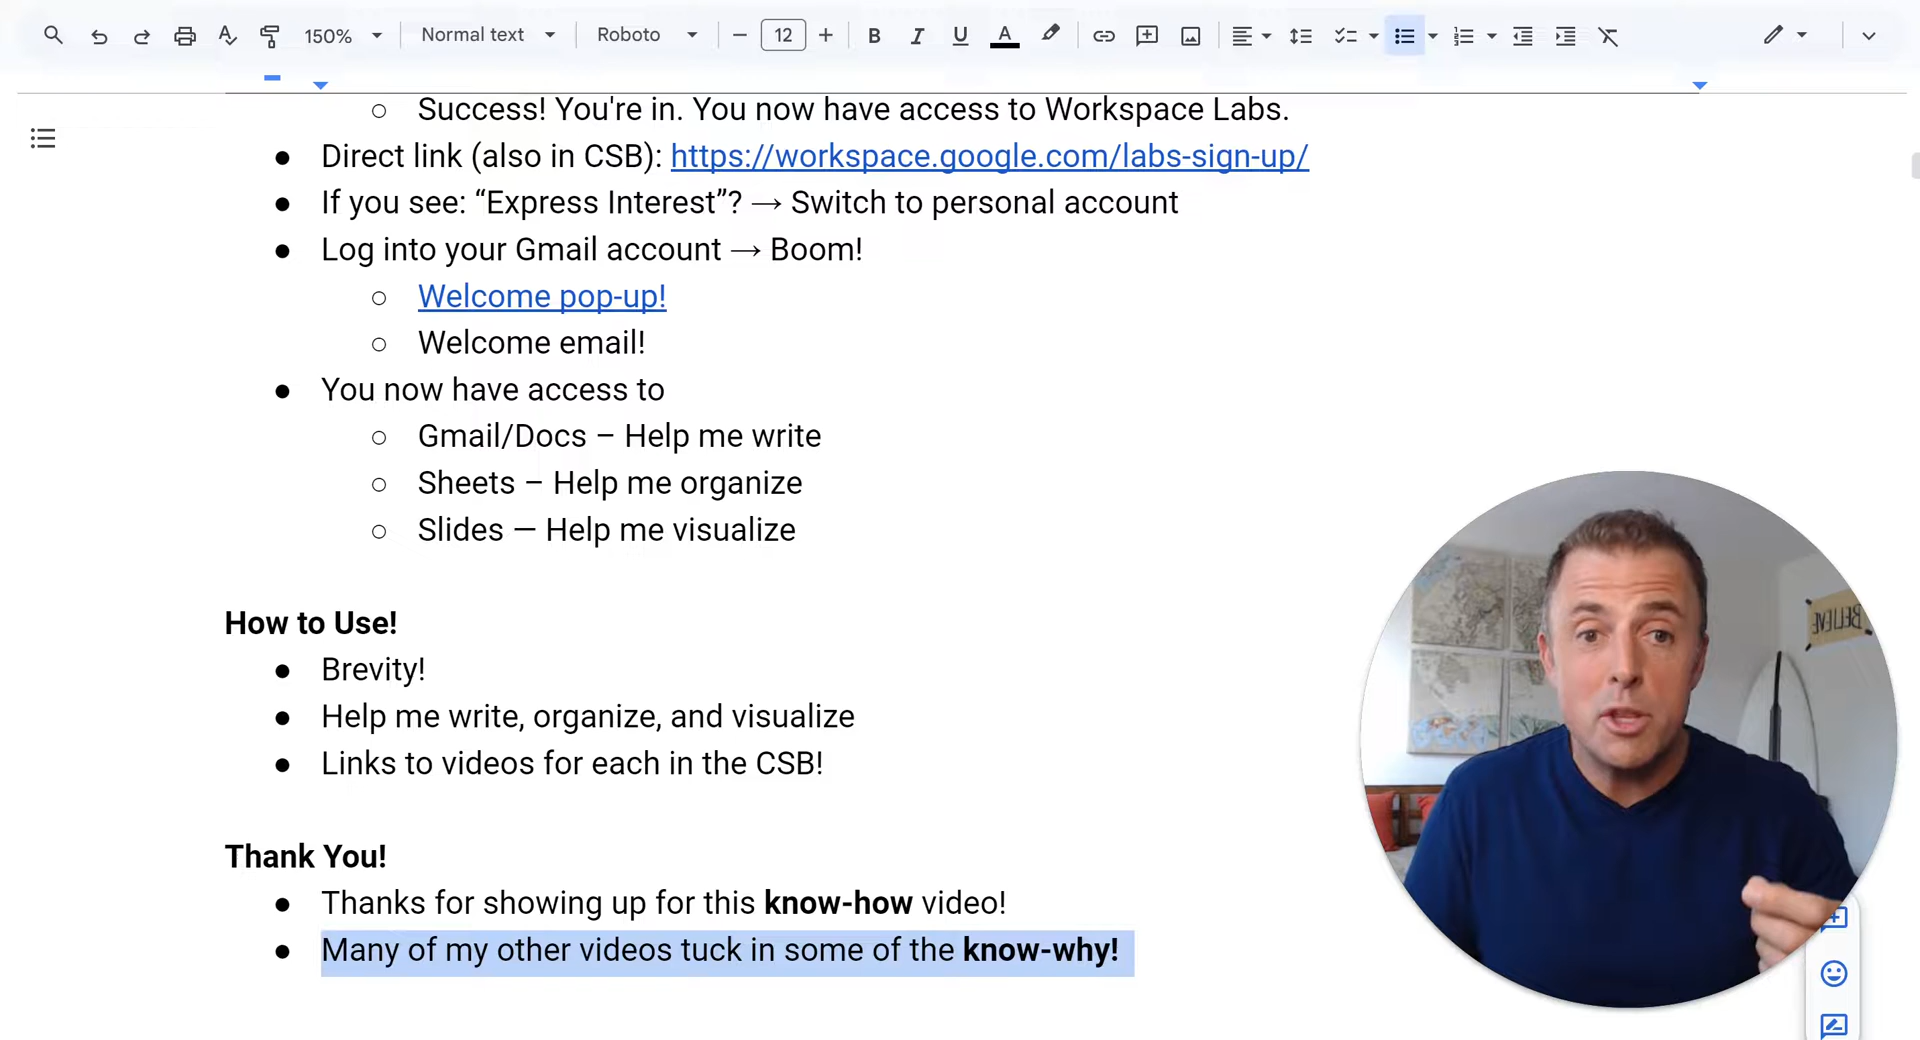 150%
Normal text
Roboto
12
Success! You're in. You now have access to Workspace Labs.
Direct link (also in CSB): https://workspace.google.com/labs-sign-up/
If you see: “Express Interest”? → Switch to personal account
Log into your Gmail account → Boom!
Welcome pop-up!
Welcome email!
You now have access to
Gmail/Docs – Help me write
Sheets – Help me organize
Slides — Help me visualize
How to Use!
Brevity!
Help me write, organize, and visualize
Links to videos for each in the CSB!
Thank You!
Thanks for showing up for this know-how video!
Many of my other videos tuck in some of the know-why!
BELIEVE